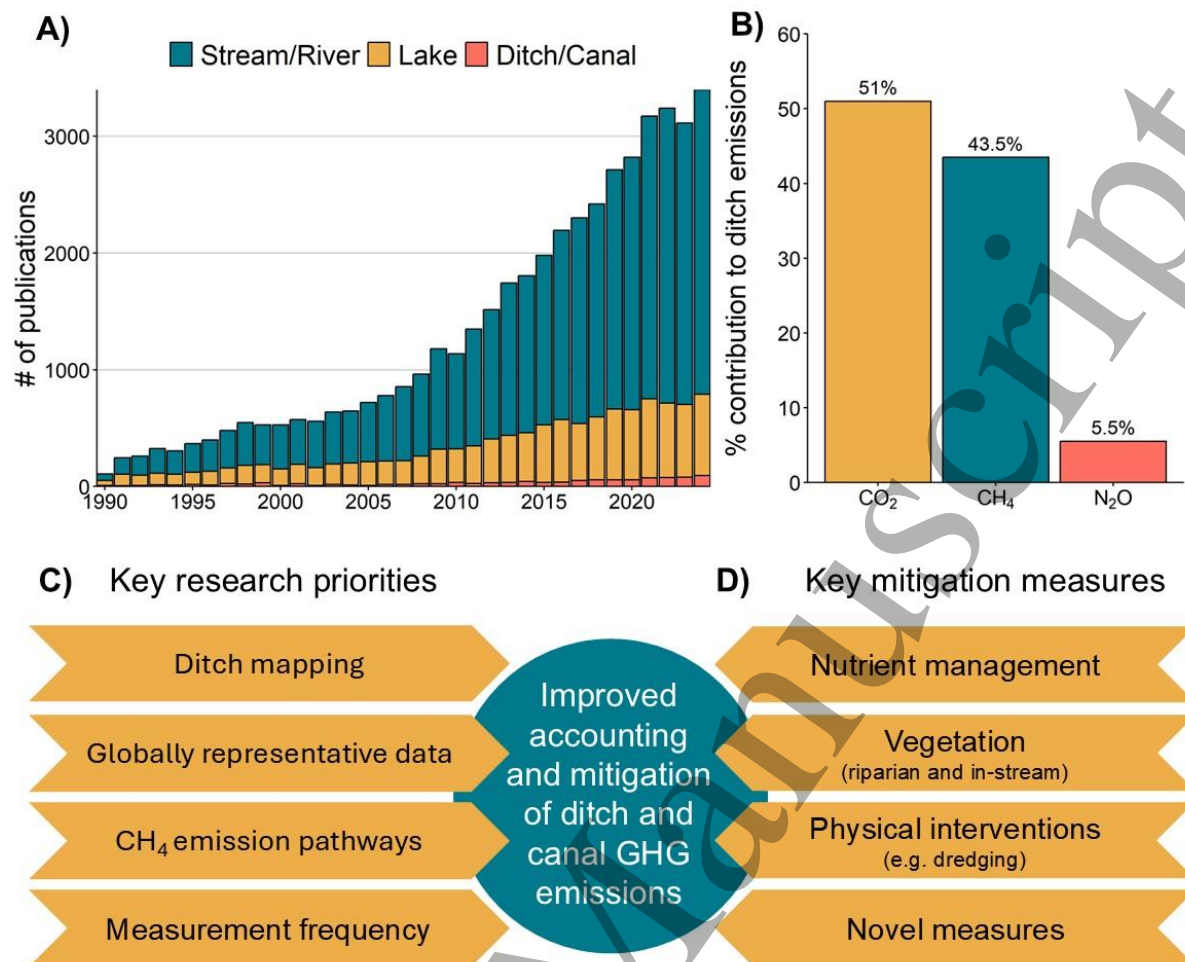 A)
Stream/River Lake Ditch/Canal
# of publications
3000
2000
1000
0
1990 1995 2000 2005 2010 2015 2020
B)
% contribution to ditch emissions
60
50
40
30
20
10
0
51%
43.5%
5.5%
CO₂ CH₄ N₂O
C) Key research priorities
Ditch mapping
Globally representative data
CH₄ emission pathways
Measurement frequency
Improved
accounting
and mitigation
of ditch and
canal GHG
emissions
D) Key mitigation measures
Nutrient management
Vegetation
(riparian and in-stream)
Physical interventions
(e.g. dredging)
Novel measures
Manuscript